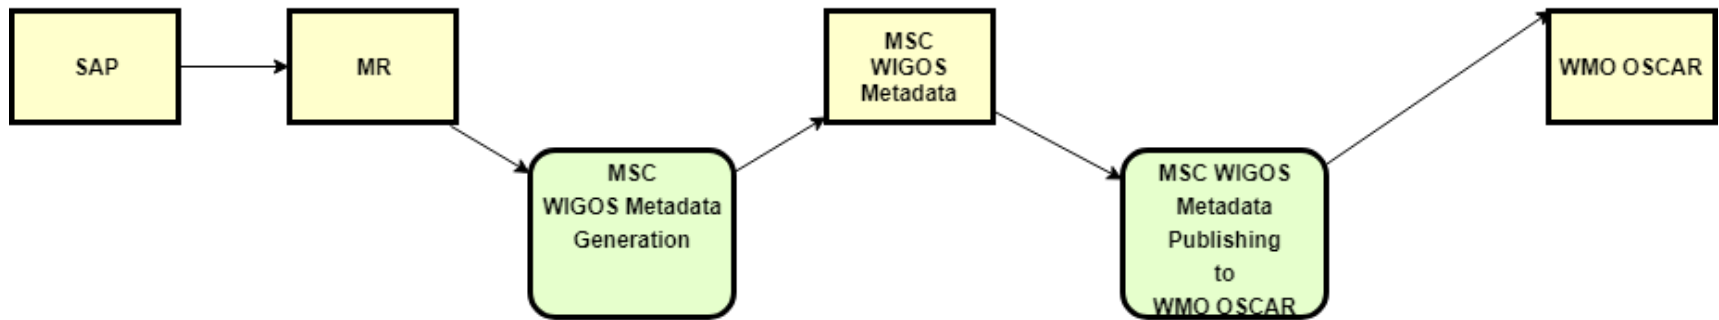 SAP
MR
MSC
WIGOS Metadata
Generation
MSC
WIGOS
Metadata
MSC WIGOS
Metadata
Publishing
to
WMO OSCAR
WMO OSCAR